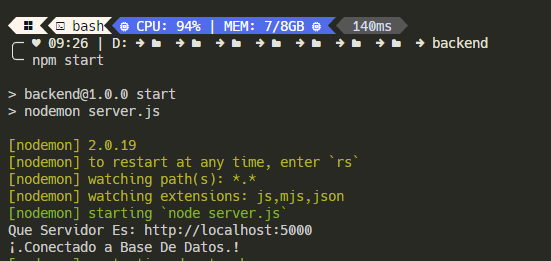 bash CPU: 94% | MEM: 7/8GB 140ms
09:26 | D: backend
npm start
> backend@1.0.0 start
> nodemon server.js
[nodemon] 2.0.19
[nodemon] to restart at any time, enter `rs`
[nodemon] watching path(s): *.*
[nodemon] watching extensions: js,mjs,json
[nodemon] starting `node server.js`
Que Servidor Es: http://localhost:5000
¡.Conectado a Base De Datos.!